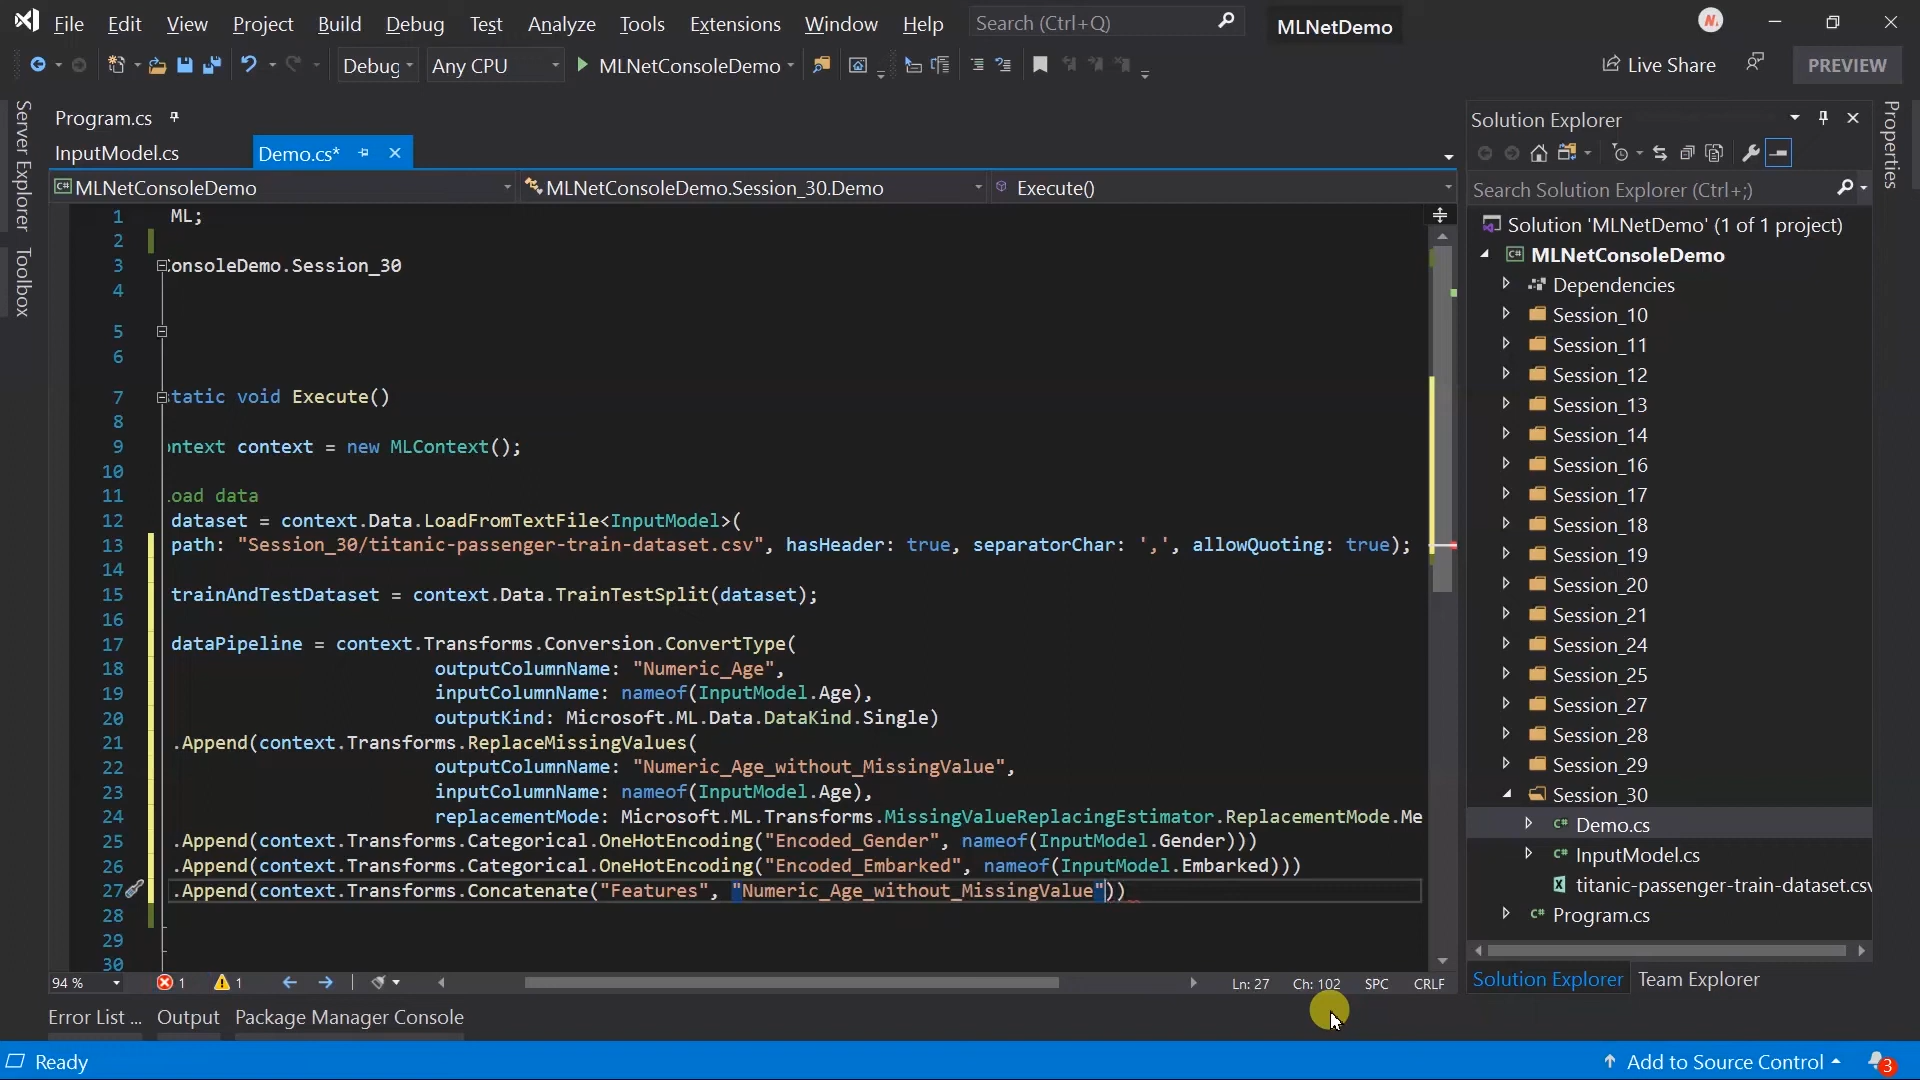 File Edit View Project Build Debug Test Analyze Tools Extensions Window Help Search (Ctrl+Q) MLNetDemo
Debug Any CPU MLNetConsoleDemo Live Share PREVIEW
Server Explorer
Toolbox
Program.cs
InputModel.cs Demo.cs*
MLNetConsoleDemo MLNetConsoleDemo.Session_30.Demo Execute()
1 ML;
2
3 ConsoleDemo.Session_30
4
5
6
7 static void Execute()
8
9 ontext context = new MLContext();
10
11 Load data
12 dataset = context.Data.LoadFromTextFile<InputModel>(
13 path: "Session_30/titanic-passenger-train-dataset.csv", hasHeader: true, separatorChar: ',', allowQuoting: true);
14
15 trainAndTestDataset = context.Data.TrainTestSplit(dataset);
16
17 dataPipeline = context.Transforms.Conversion.ConvertType(
18 outputColumnName: "Numeric_Age",
19 inputColumnName: nameof(InputModel.Age),
20 outputKind: Microsoft.ML.Data.DataKind.Single)
21 .Append(context.Transforms.ReplaceMissingValues(
22 outputColumnName: "Numeric_Age_without_MissingValue",
23 inputColumnName: nameof(InputModel.Age),
24 replacementMode: Microsoft.ML.Transforms.MissingValueReplacingEstimator.ReplacementMode.Me
25 .Append(context.Transforms.Categorical.OneHotEncoding("Encoded_Gender", nameof(InputModel.Gender)))
26 .Append(context.Transforms.Categorical.OneHotEncoding("Encoded_Embarked", nameof(InputModel.Embarked)))
27 .Append(context.Transforms.Concatenate("Features", "Numeric_Age_without_MissingValue"))
28
29
30
94 % 1 1 Ln: 27 Ch: 102 SPC CRLF
Error List ... Output Package Manager Console
Solution Explorer
Search Solution Explorer (Ctrl+;)
Solution 'MLNetDemo' (1 of 1 project)
MLNetConsoleDemo
Dependencies
Session_10
Session_11
Session_12
Session_13
Session_14
Session_16
Session_17
Session_18
Session_19
Session_20
Session_21
Session_24
Session_25
Session_27
Session_28
Session_29
Session_30
Demo.cs
InputModel.cs
titanic-passenger-train-dataset.csv
Program.cs
Solution Explorer Team Explorer
Properties
Ready Add to Source Control 3